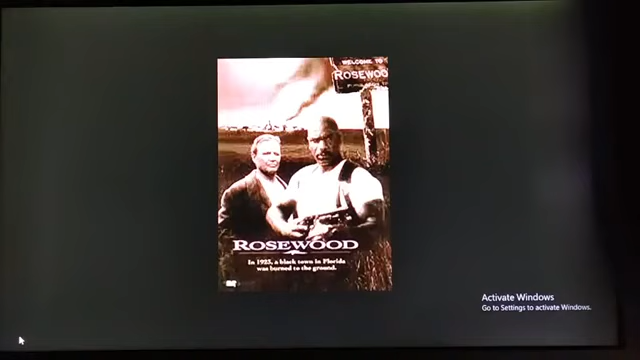 WELCOME TO
ROSEWOO
ROSEWOOD
In 1923, a black town in Florida
was burned to the ground.
Activate Windows
Go to Settings to activate Windows.